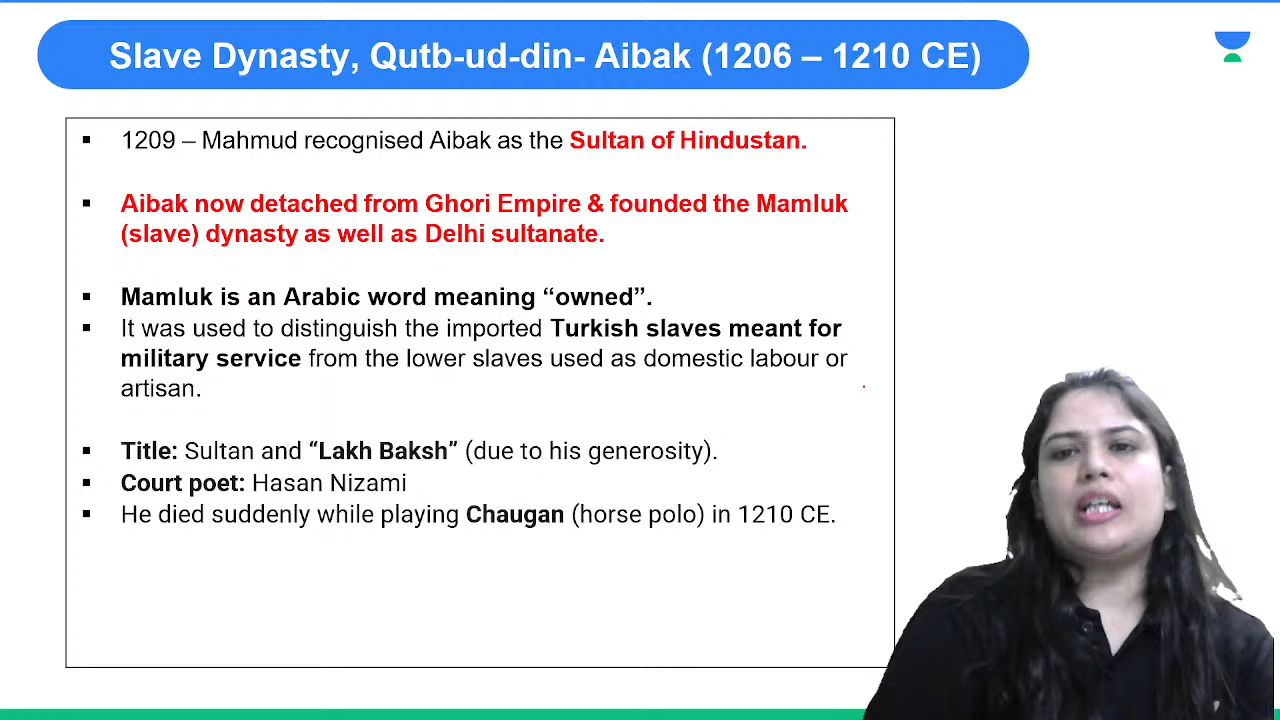 Slave Dynasty, Qutb-ud-din- Aibak (1206 – 1210 CE)
▪ 1209 – Mahmud recognised Aibak as the Sultan of Hindustan.
▪ Aibak now detached from Ghori Empire & founded the Mamluk
(slave) dynasty as well as Delhi sultanate.
▪ Mamluk is an Arabic word meaning “owned”.
▪ It was used to distinguish the imported Turkish slaves meant for
military service from the lower slaves used as domestic labour or
artisan.
▪ Title: Sultan and “Lakh Baksh” (due to his generosity).
▪ Court poet: Hasan Nizami
▪ He died suddenly while playing Chaugan (horse polo) in 1210 CE.